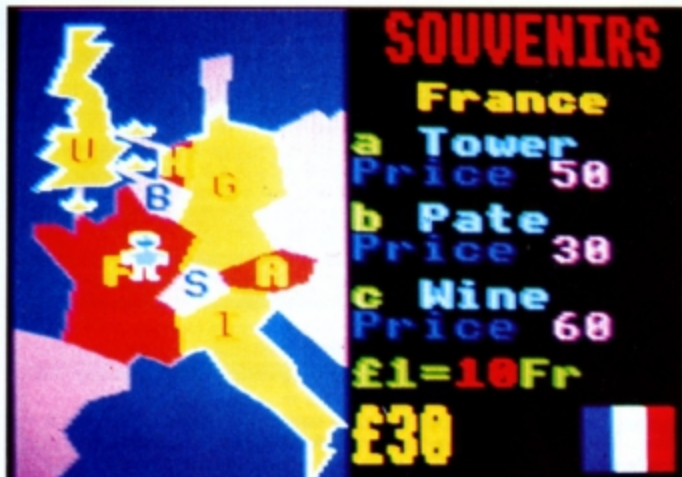 SOUVENIRS
France
a Tower
Price 50
b Pate
Price 30
c Wine
Price 60
£1=10Fr
£30
U
H
G
B
F
S
A
I